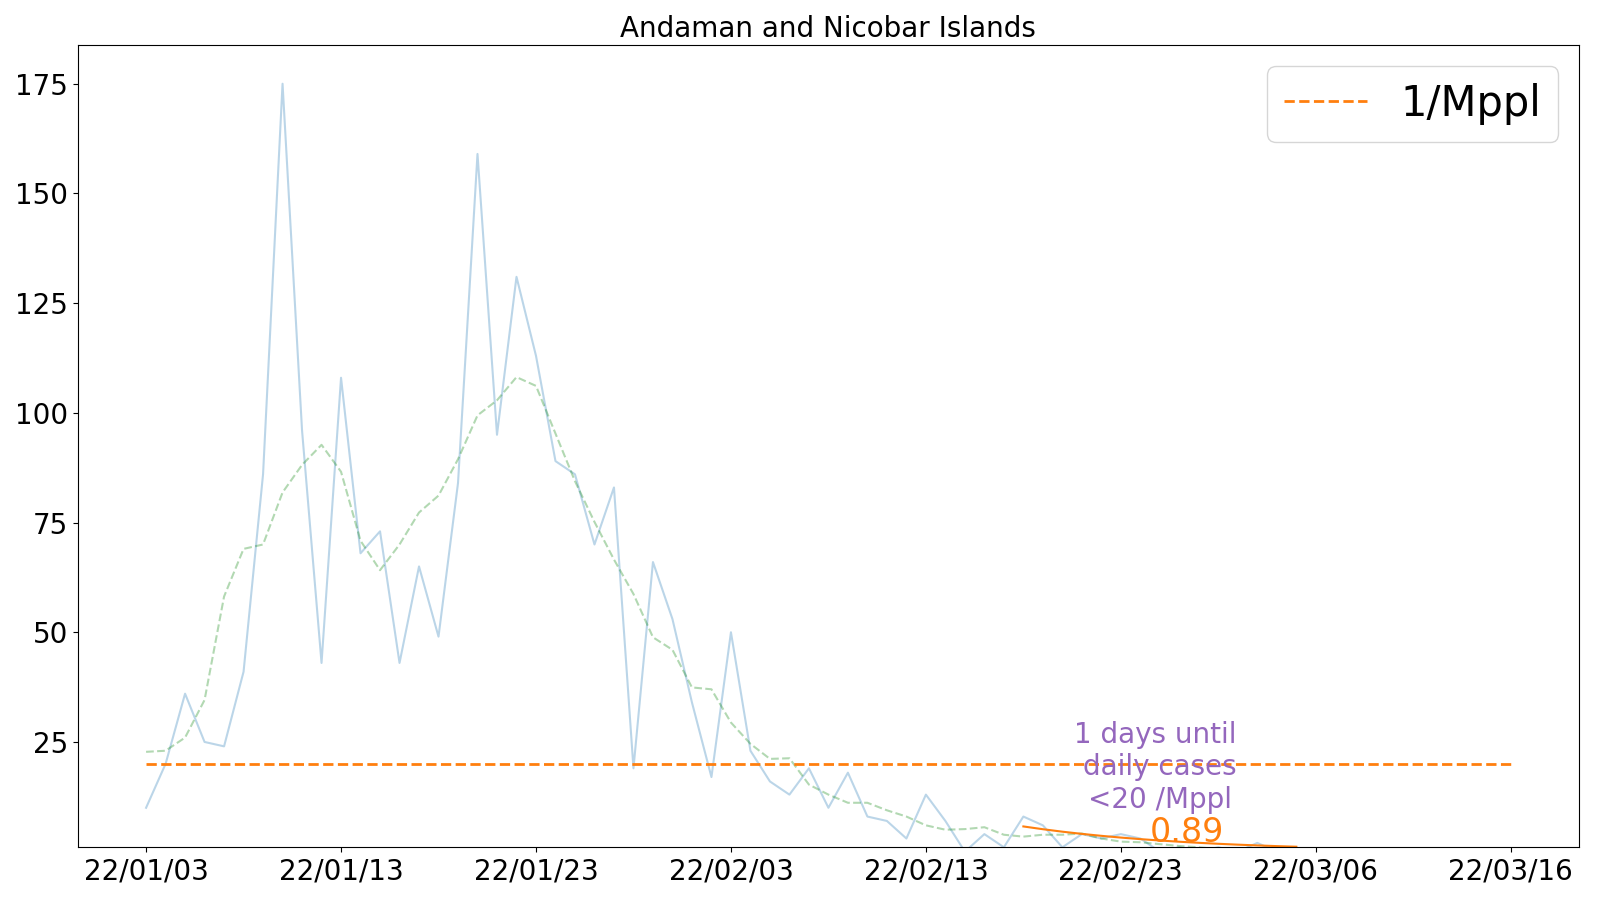 Andaman and Nicobar Islands
175
150
125
100
75
50
25
1/Mppl
1 days until
daily cases
<20 /Mppl
0.89
22/01/03 22/01/13 22/01/23 22/02/03 22/02/13 22/02/23 22/03/06 22/03/16